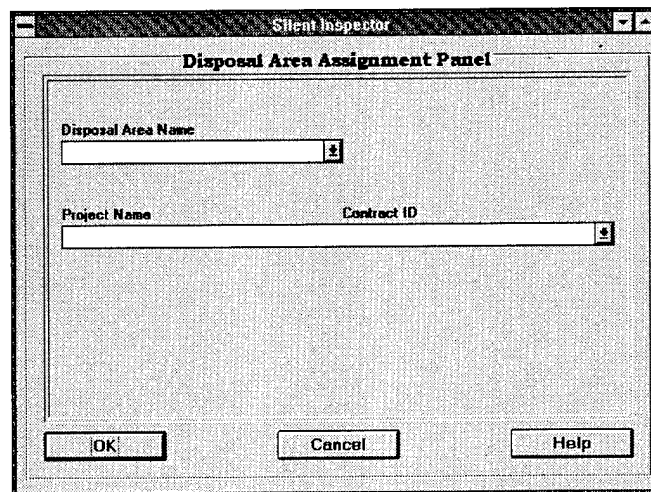 Silent Inspector
Disposal Area Assignment Panel
Disposal Area Name
Project Name Contract ID
OK Cancel Help